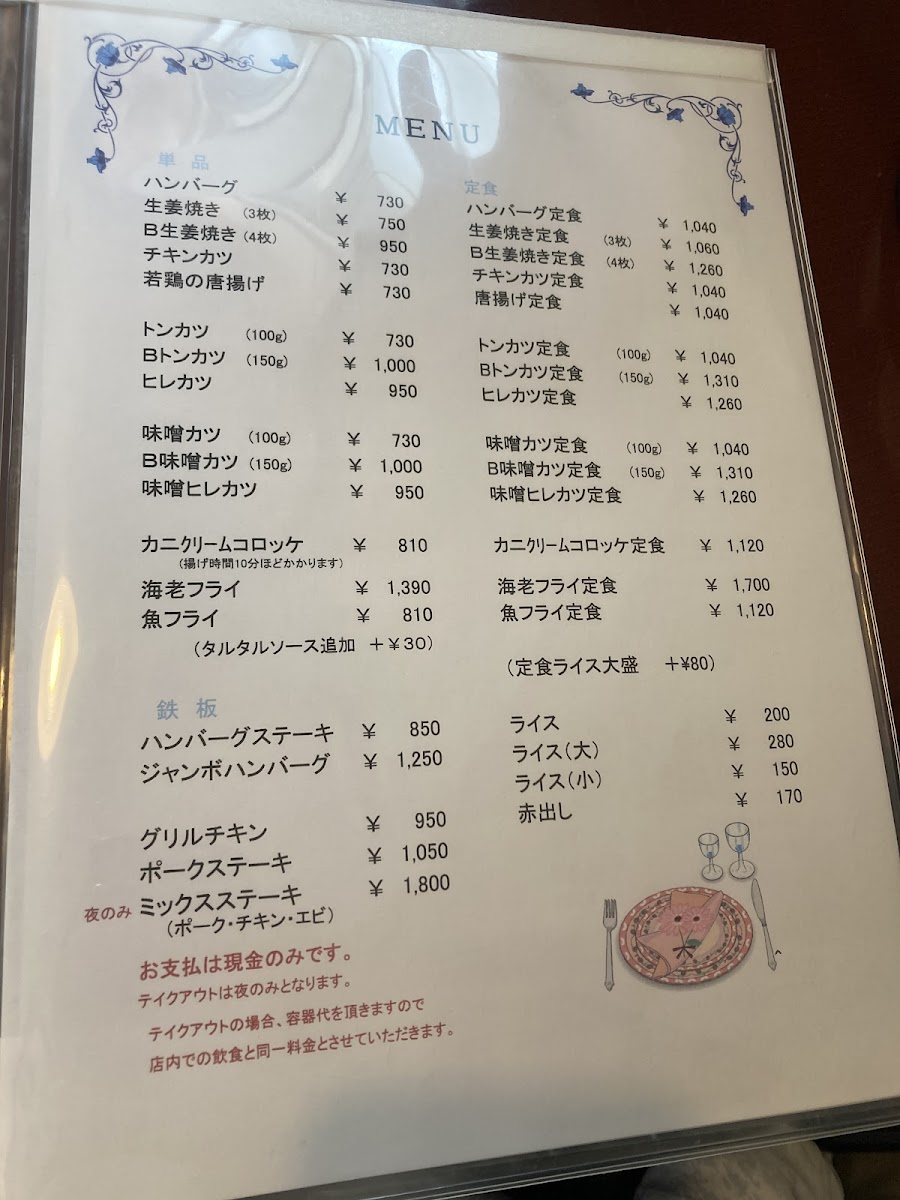 MENU
単品
ハンバーグ ¥ 730
生姜焼き (3枚) ¥ 750
B生姜焼き (4枚) ¥ 950
チキンカツ ¥ 730
若鶏の唐揚げ ¥ 730
トンカツ (100g) ¥ 730
Bトンカツ (150g) ¥ 1,000
ヒレカツ ¥ 950
味噌カツ (100g) ¥ 730
B味噌カツ (150g) ¥ 1,000
味噌ヒレカツ ¥ 950
カニクリームコロッケ ¥ 810
(揚げ時間10分ほどかかります)
海老フライ ¥ 1,390
魚フライ ¥ 810
(タルタルソース追加 +¥30)
鉄板
ハンバーグステーキ ¥ 850
ジャンボハンバーグ ¥ 1,250
グリルチキン ¥ 950
ポークステーキ ¥ 1,050
夜のみ ミックスステーキ ¥ 1,800
(ポーク・チキン・エビ)
お支払は現金のみです。
テイクアウトは夜のみとなります。
テイクアウトの場合、容器代を頂きますので
店内での飲食と同一料金とさせていただきます。
定食
ハンバーグ定食 ¥ 1,040
生姜焼き定食 (3枚) ¥ 1,060
B生姜焼き定食 (4枚) ¥ 1,260
チキンカツ定食 ¥ 1,040
唐揚げ定食 ¥ 1,040
トンカツ定食 (100g) ¥ 1,040
Bトンカツ定食 (150g) ¥ 1,310
ヒレカツ定食 ¥ 1,260
味噌カツ定食 (100g) ¥ 1,040
B味噌カツ定食 (150g) ¥ 1,310
味噌ヒレカツ定食 ¥ 1,260
カニクリームコロッケ定食 ¥ 1,120
海老フライ定食 ¥ 1,700
魚フライ定食 ¥ 1,120
(定食ライス大盛 +¥80)
ライス ¥ 200
ライス(大) ¥ 280
ライス(小) ¥ 150
赤出し ¥ 170